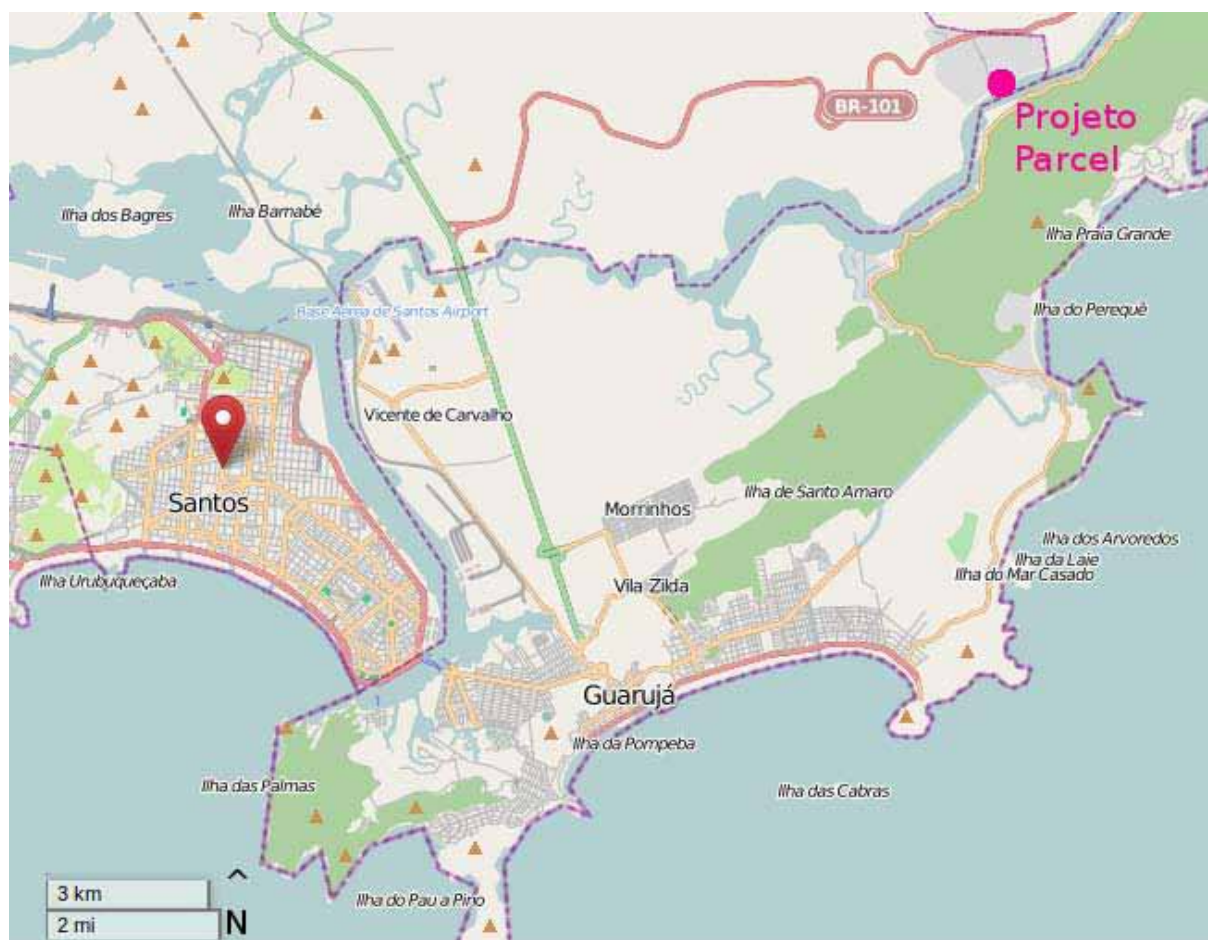 BR-101
Projeto
Parcel
Ilha dos Bagres
Ilha Barnabé
Ilha Praia Grande
Base Aérea de Santos Airport
Ilha do Perequê
Vicente de Carvalho
Santos
Ilha de Santo Amaro
Morrinhos
Ilha dos Arvoredos
Ilha da Laie
Ilha do Mar Casado
Ilha Urubuqueçaba
Vila Zilda
Guarujá
Ilha da Pompeba
Ilha das Palmas
Ilha das Cabras
Ilha do Pau a Pino
3 km
2 mi
^
N